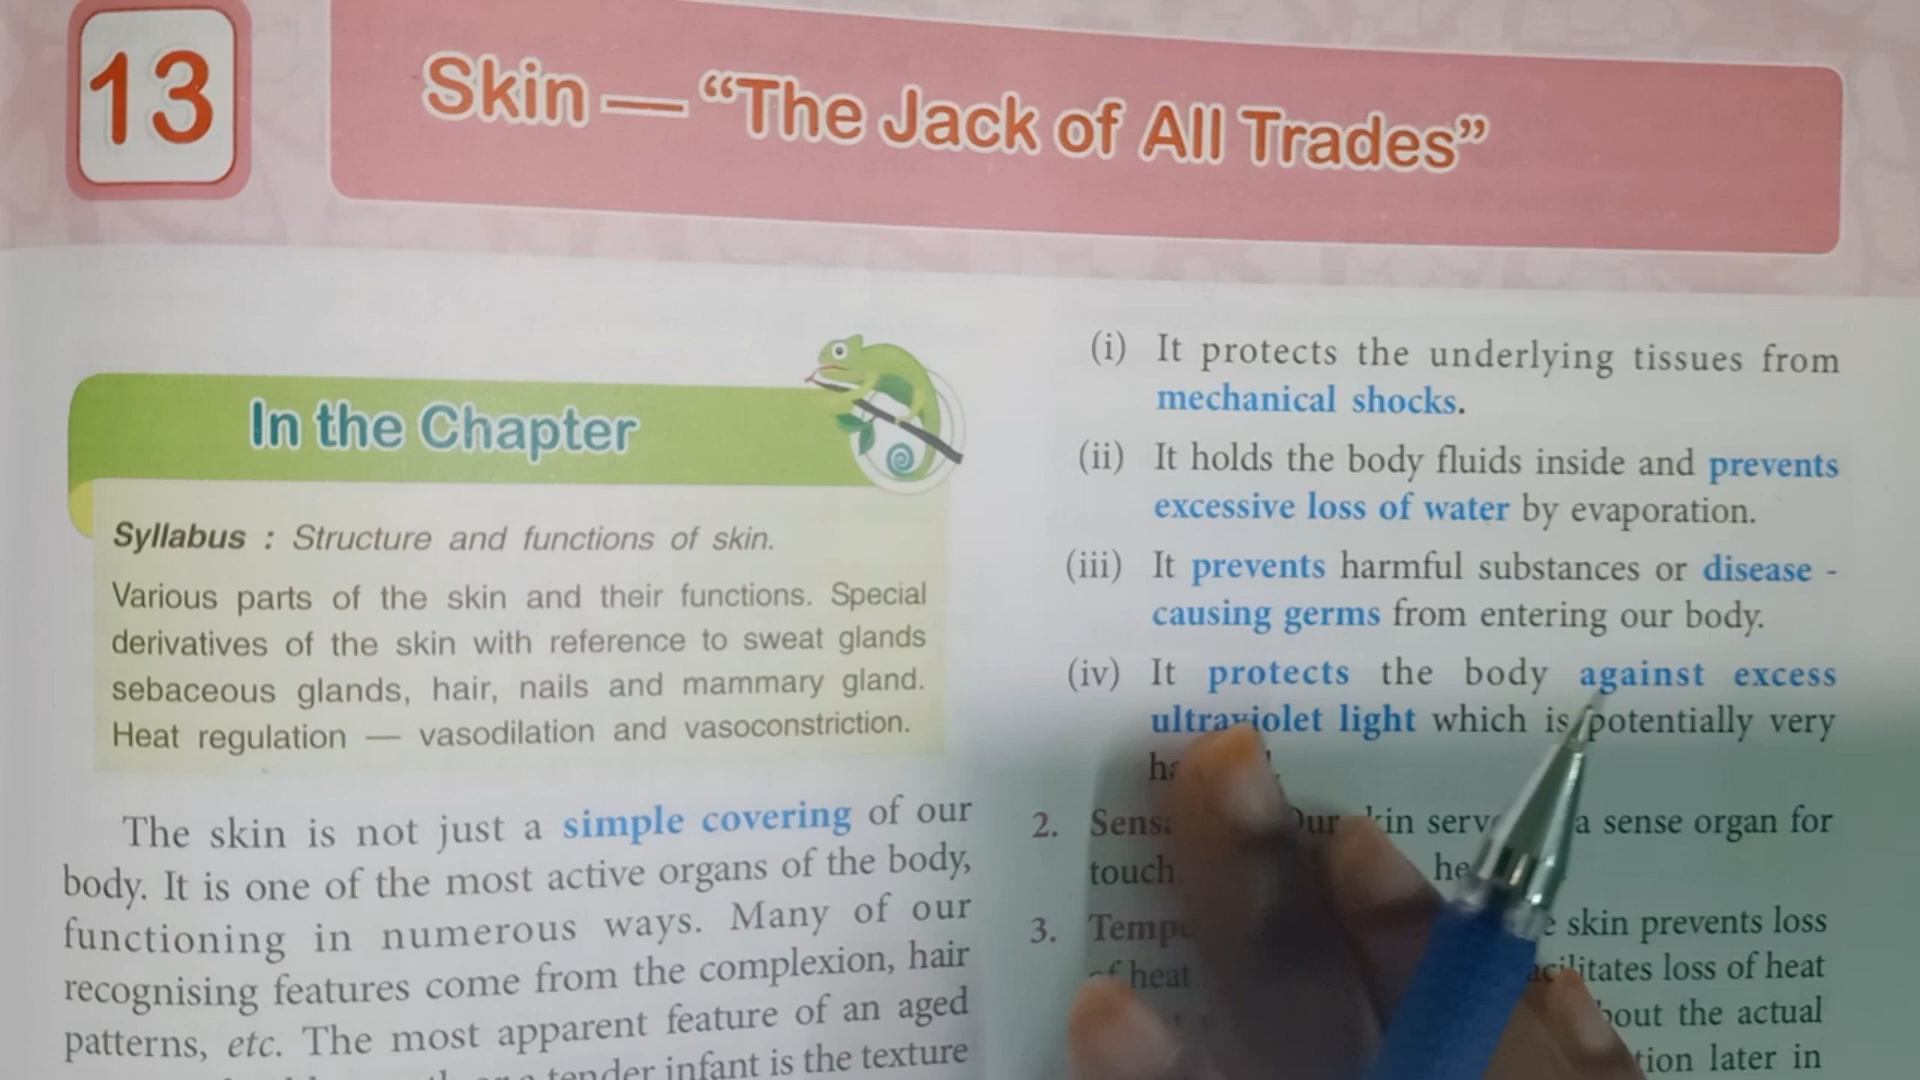 13
Skin — “The Jack of All Trades”
In the Chapter
Syllabus : Structure and functions of skin.
Various parts of the skin and their functions. Special
derivatives of the skin with reference to sweat glands
sebaceous glands, hair, nails and mammary gland.
Heat regulation — vasodilation and vasoconstriction.
The skin is not just a simple covering of our
body. It is one of the most active organs of the body,
functioning in numerous ways. Many of our
recognising features come from the complexion, hair
patterns, etc. The most apparent feature of an aged
tender infant is the texture
(i) It protects the underlying tissues from
mechanical shocks.
(ii) It holds the body fluids inside and prevents
excessive loss of water by evaporation.
(iii) It prevents harmful substances or disease -
causing germs from entering our body.
(iv) It protects the body against excess
ultraviolet light which is potentially very
2. a sense organ for
touch
3. skin prevents loss
of heat loss of heat
the actual
later in